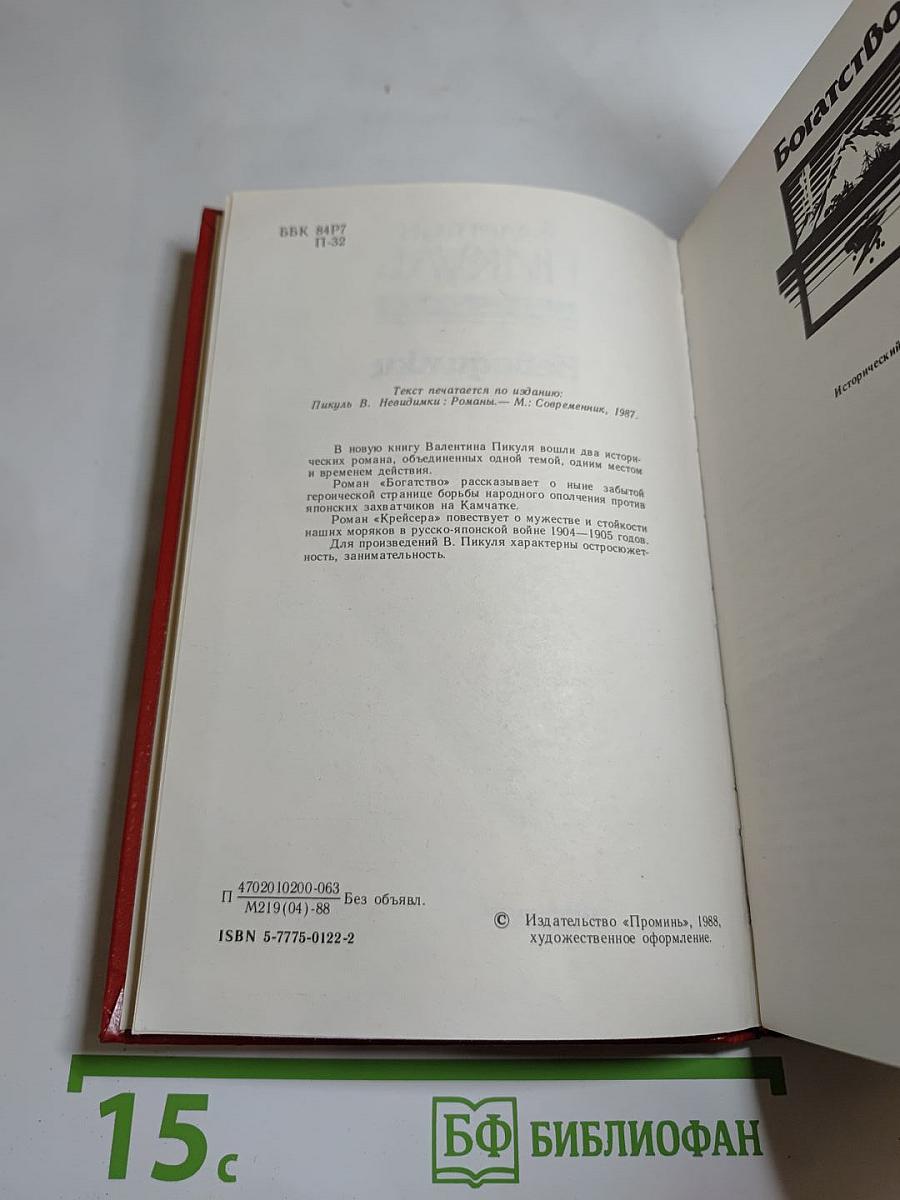 ББК 84Р7
П-32
Текст печатается по изданию:
Пикуль В. Невидимки : Романы.— М.: Современник, 1987.
В новую книгу Валентина Пикуля вошли два истори-
ческих романа, объединенных одной темой, одним местом
и временем действия.
Роман «Богатство» рассказывает о ныне забытой
героической странице борьбы народного ополчения против
японских захватчиков на Камчатке.
Роман «Крейсера» повествует о мужестве и стойкости
наших моряков в русско-японской войне 1904—1905 годов.
Для произведений В. Пикуля характерны остросюжет-
ность, занимательность.
П 4702010200-063 Без объявл.
М219(04)-88
ISBN 5-7775-0122-2
© Издательство «Проминь», 1988,
художественное оформление.
Богатство
Исторический
15 с
БФ БИБЛИОФАН